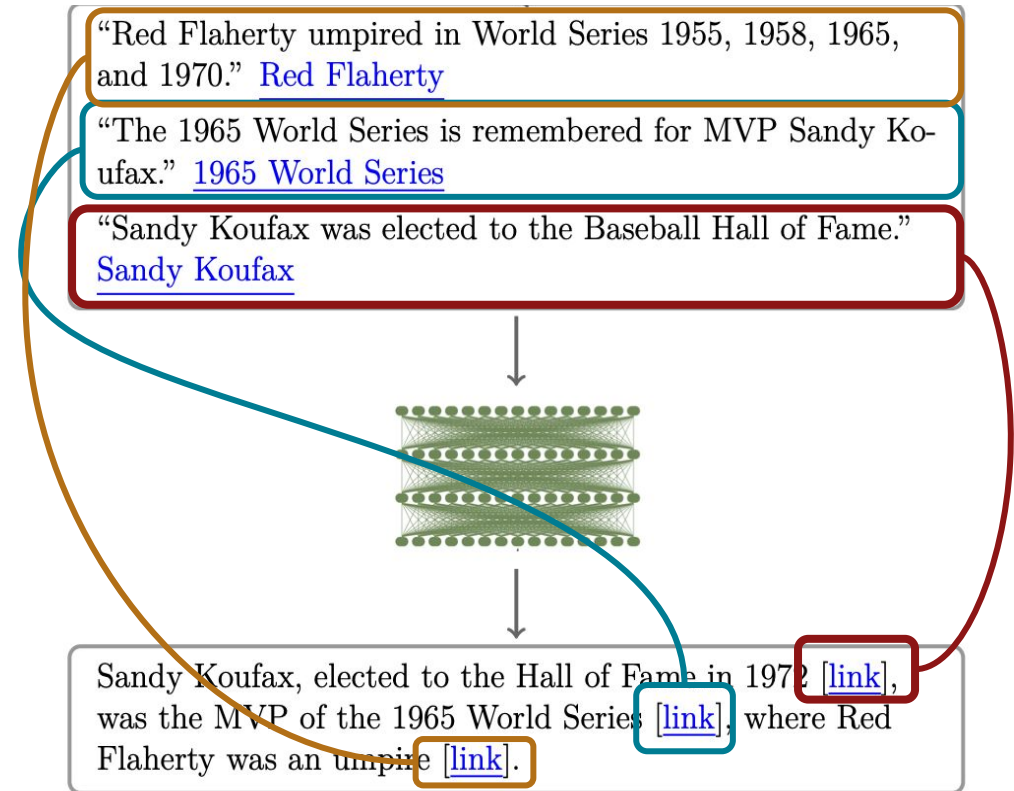 “Red Flaherty umpired in World Series 1955, 1958, 1965,
and 1970.” Red Flaherty
“The 1965 World Series is remembered for MVP Sandy Ko-
ufax.” 1965 World Series
“Sandy Koufax was elected to the Baseball Hall of Fame.”
Sandy Koufax
Sandy Koufax, elected to the Hall of Fame in 1972 [link],
was the MVP of the 1965 World Series [link], where Red
Flaherty was an umpire [link].